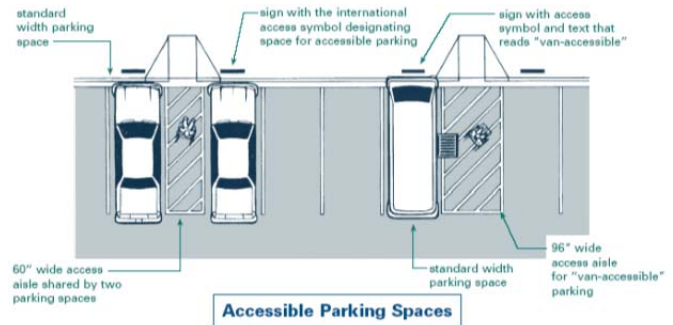 standard
width parking
space
sign with the international
access symbol designating
space for accessible parking
sign with access
symbol and text that
reads "van-accessible"
60" wide access
aisle shared by two
parking spaces
standard width
parking space
96" wide
access aisle
for "van-accessible"
parking
Accessible Parking Spaces